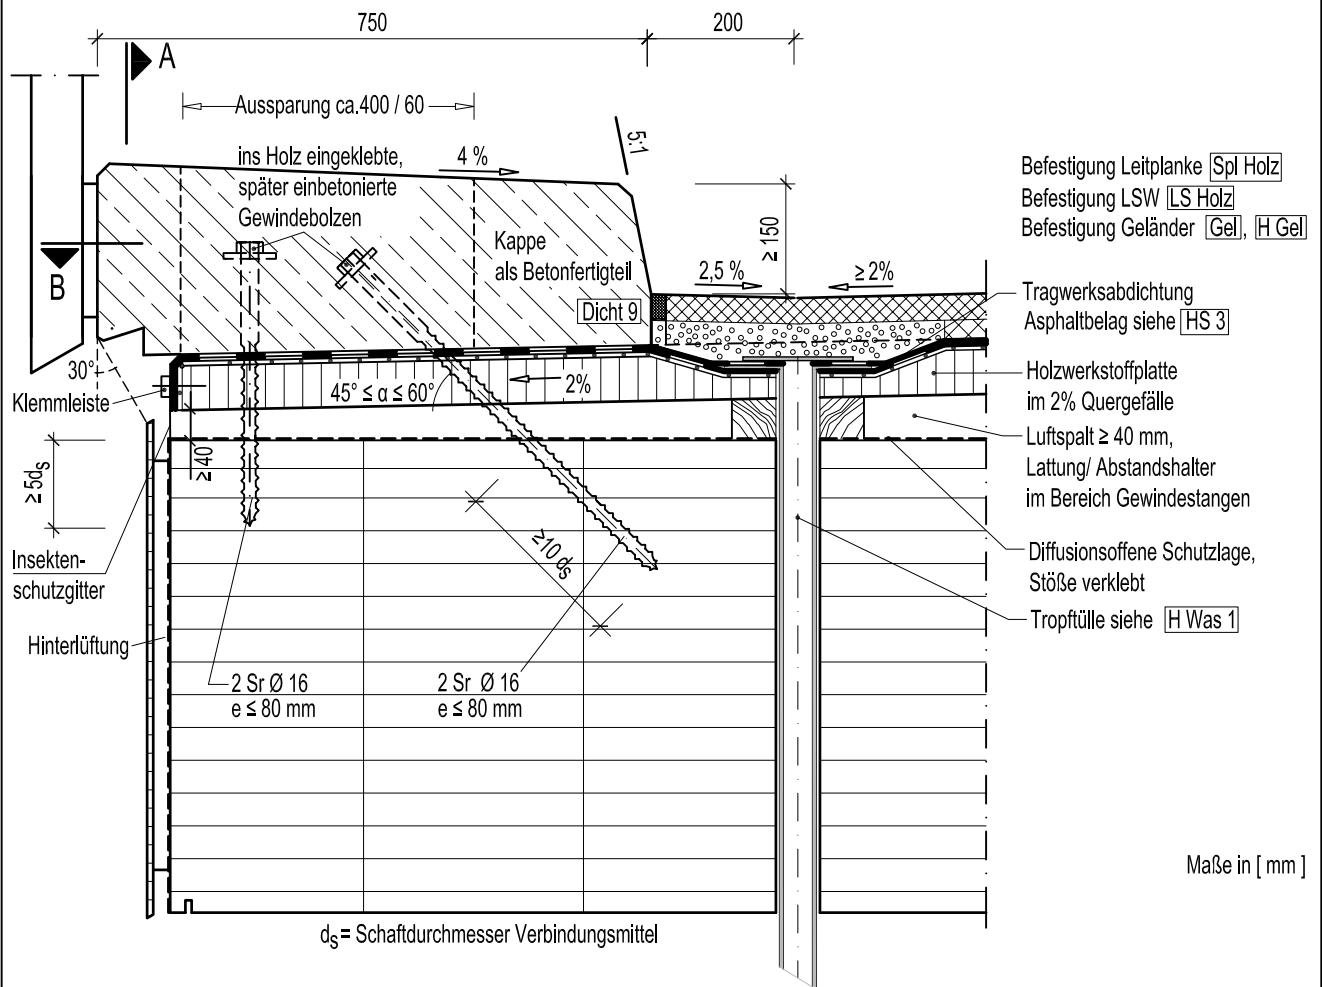 750
200
A
Aussparung ca.400 / 60
5:1
ins Holz eingeklebte,
später einbetonierte
Gewindebolzen
4 %
Befestigung Leitplanke Spl Holz
Befestigung LSW LS Holz
Befestigung Geländer Gel, H Gel
Kappe
als Betonfertigteil
≥ 150
2,5 %
≥ 2%
B
Dicht 9
Tragwerksabdichtung
Asphaltbelag siehe HS 3
30°
Klemmleiste
45° ≤ α ≤ 60°
2%
Holzwerkstoffplatte
im 2% Quergefälle
Luftspalt ≥ 40 mm,
Lattung/ Abstandshalter
im Bereich Gewindestangen
≥ 5ds
≥40
≥10 ds
Insekten-
schutzgitter
Diffusionsoffene Schutzlage,
Stöße verklebt
Tropftülle siehe H Was 1
Hinterlüftung
2 Sr Ø 16
e ≤ 80 mm
2 Sr Ø 16
e ≤ 80 mm
Maße in [ mm ]
ds= Schaftdurchmesser Verbindungsmittel